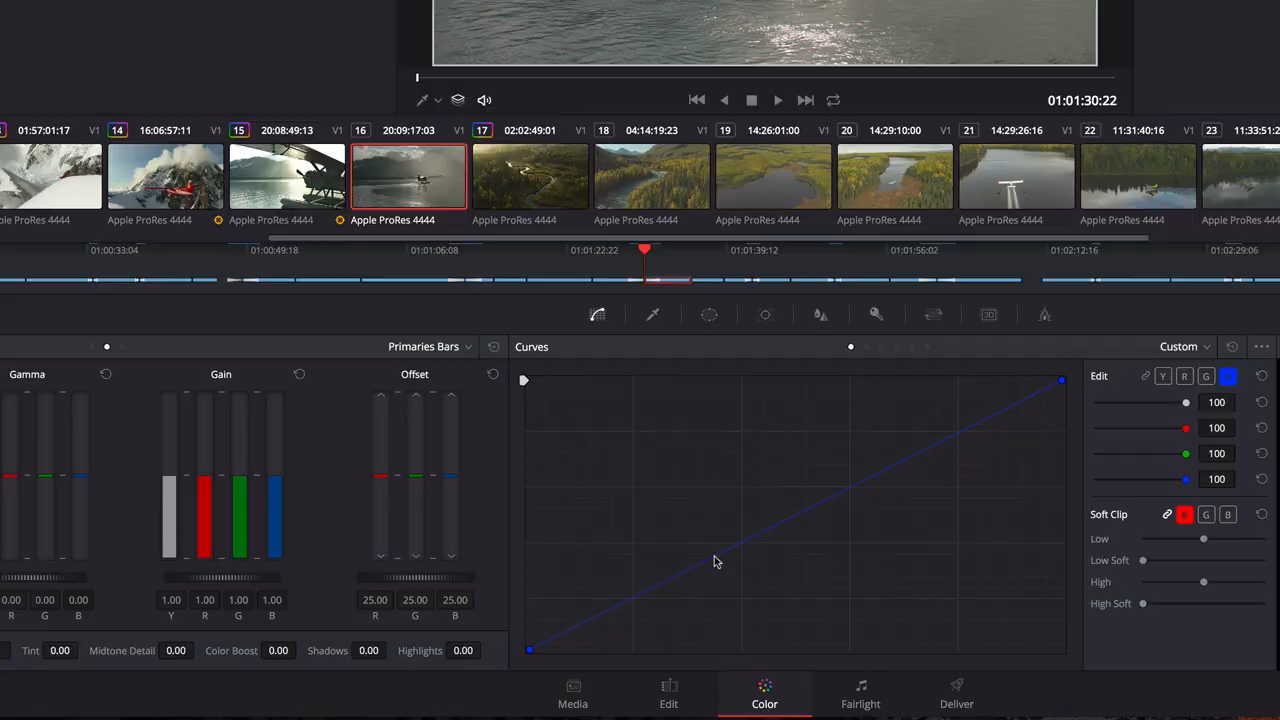 01:01:30:22
01:57:01:17 V1 14 16:06:57:11 V1 15 20:08:49:13 V1 16 20:09:17:03 V1 17 02:02:49:01 V1 18 04:14:19:23 V1 19 14:26:01:00 V1 20 14:29:10:00 V1 21 14:29:26:16 V1 22 11:31:40:16 V1 23 11:33:51:2
ple ProRes 4444 Apple ProRes 4444 Apple ProRes 4444 Apple ProRes 4444 Apple ProRes 4444 Apple ProRes 4444 Apple ProRes 4444 Apple ProRes 4444 Apple ProRes 4444 Apple ProRes 4444 Apple ProRes 444
01:00:33:04 01:00:49:18 01:01:06:08 01:01:22:22 01:01:39:12 01:01:56:02 01:02:12:16 01:02:29:06
3D
Primaries Bars Curves Custom
Gamma Gain Offset Edit Y R G
100
100
100
100
Soft Clip G B
Low
Low Soft
High
High Soft
0.00 0.00 0.00 1.00 1.00 1.00 1.00 25.00 25.00 25.00
R G B Y R G B R G B
Tint 0.00 Midtone Detail 0.00 Color Boost 0.00 Shadows 0.00 Highlights 0.00
Media Edit Color Fairlight Deliver